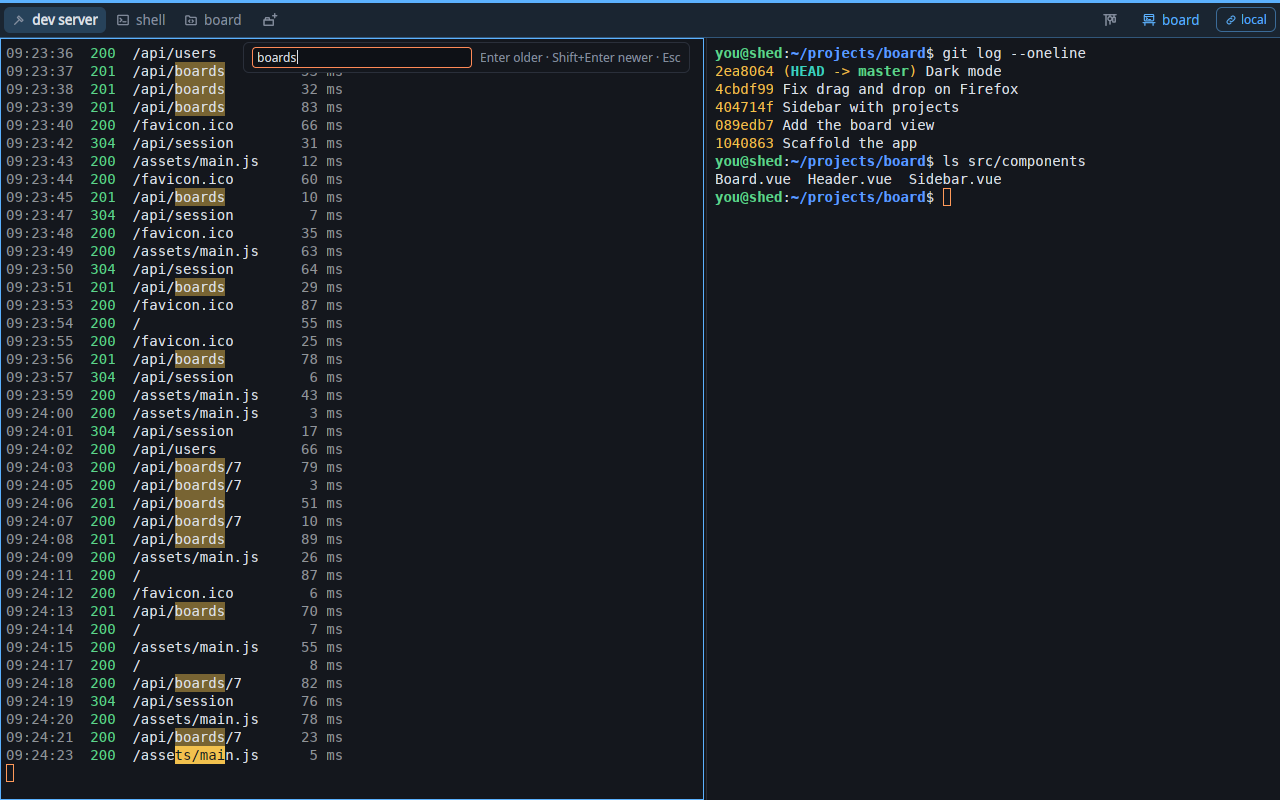 dev server shell board board local
boards Enter older · Shift+Enter newer · Esc
09:23:36 200 /api/users
09:23:37 201 /api/boards ms
09:23:38 201 /api/boards 32 ms
09:23:39 201 /api/boards 83 ms
09:23:40 200 /favicon.ico 66 ms
09:23:42 304 /api/session 31 ms
09:23:43 200 /assets/main.js 12 ms
09:23:44 200 /favicon.ico 60 ms
09:23:45 201 /api/boards 10 ms
09:23:47 304 /api/session 7 ms
09:23:48 200 /favicon.ico 35 ms
09:23:49 200 /assets/main.js 63 ms
09:23:50 304 /api/session 64 ms
09:23:51 201 /api/boards 29 ms
09:23:53 200 /favicon.ico 87 ms
09:23:54 200 / 55 ms
09:23:55 200 /favicon.ico 25 ms
09:23:56 201 /api/boards 78 ms
09:23:57 304 /api/session 6 ms
09:23:59 200 /assets/main.js 43 ms
09:24:00 200 /assets/main.js 3 ms
09:24:01 304 /api/session 17 ms
09:24:02 200 /api/users 66 ms
09:24:03 200 /api/boards/7 79 ms
09:24:05 200 /api/boards/7 3 ms
09:24:06 201 /api/boards 51 ms
09:24:07 200 /api/boards/7 10 ms
09:24:08 201 /api/boards 89 ms
09:24:09 200 /assets/main.js 26 ms
09:24:11 200 / 87 ms
09:24:12 200 /favicon.ico 6 ms
09:24:13 201 /api/boards 70 ms
09:24:14 200 / 7 ms
09:24:15 200 /assets/main.js 55 ms
09:24:17 200 / 8 ms
09:24:18 200 /api/boards/7 82 ms
09:24:19 304 /api/session 76 ms
09:24:20 200 /assets/main.js 78 ms
09:24:21 200 /api/boards/7 23 ms
09:24:23 200 /assets/main.js 5 ms
you@shed:~/projects/board$ git log --oneline
2ea8064 (HEAD -> master) Dark mode
4cbdf99 Fix drag and drop on Firefox
404714f Sidebar with projects
089edb7 Add the board view
1040863 Scaffold the app
you@shed:~/projects/board$ ls src/components
Board.vue Header.vue Sidebar.vue
you@shed:~/projects/board$